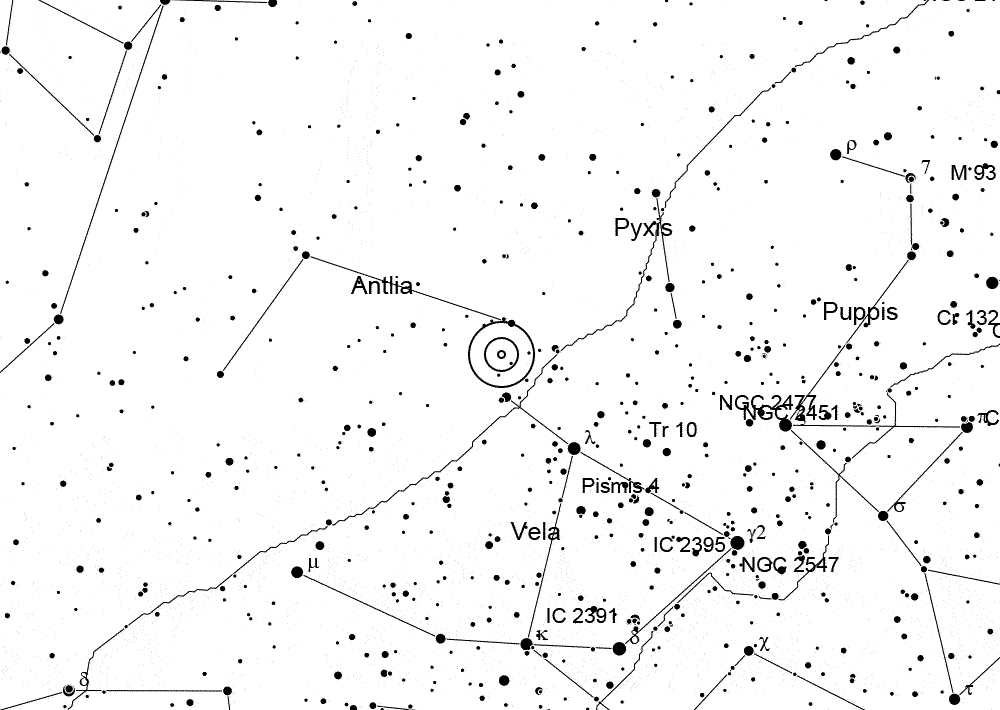 ρ
7
M 93
Pyxis
Antlia
Puppis
Cr 132
NGC 2477
NGC 2451
π
Tr 10
λ
Pismis 4
σ
Vela
γ2
IC 2395
NGC 2547
μ
IC 2391
κ
δ
χ
δ
τ